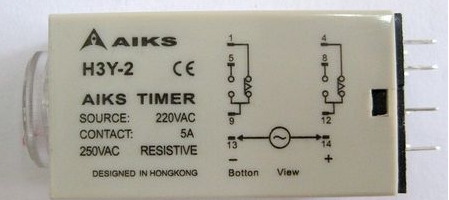 AIKS
H3Y-2 CE
AIKS TIMER
SOURCE: 220VAC
CONTACT: 5A
250VAC RESISTIVE
DESIGNED IN HONGKONG
1 4
5 8
9 12
13 14
− +
Botton View